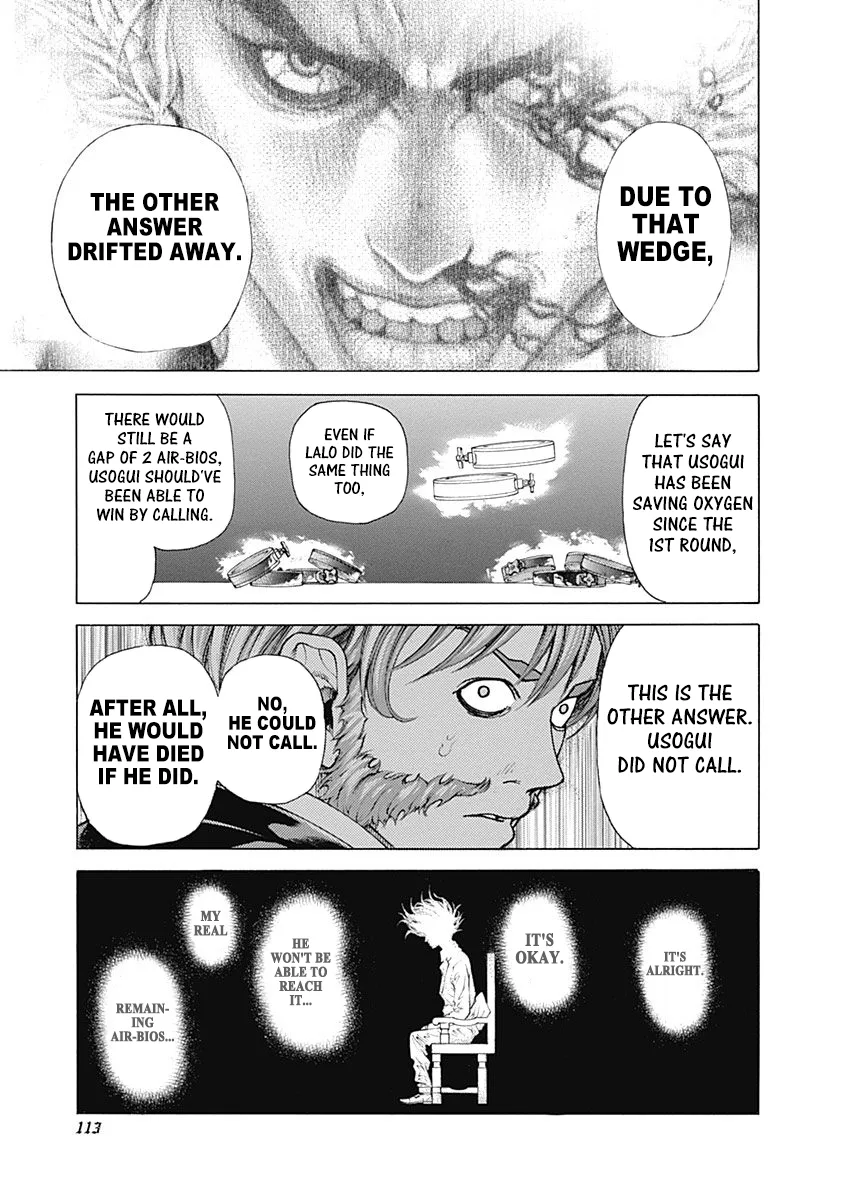 DUE TO
THAT
WEDGE,
THE OTHER
ANSWER
DRIFTED AWAY.
LET'S SAY
THAT USOGUI
HAS BEEN
SAVING OXYGEN
SINCE THE
1ST ROUND,
EVEN IF
LALO DID THE
SAME THING
TOO,
THERE WOULD
STILL BE A
GAP OF 2 AIR-BIOS,
USOGUI SHOULD'VE
BEEN ABLE TO
WIN BY CALLING.
THIS IS THE
OTHER ANSWER.
USOGUI
DID NOT CALL.
NO,
HE COULD
NOT CALL.
AFTER ALL,
HE WOULD
HAVE DIED
IF HE DID.
IT'S
ALRIGHT.
IT'S
OKAY.
HE
WON'T BE
ABLE TO
REACH
IT...
MY
REAL
REMAIN-
ING
AIR-BIOS...
113